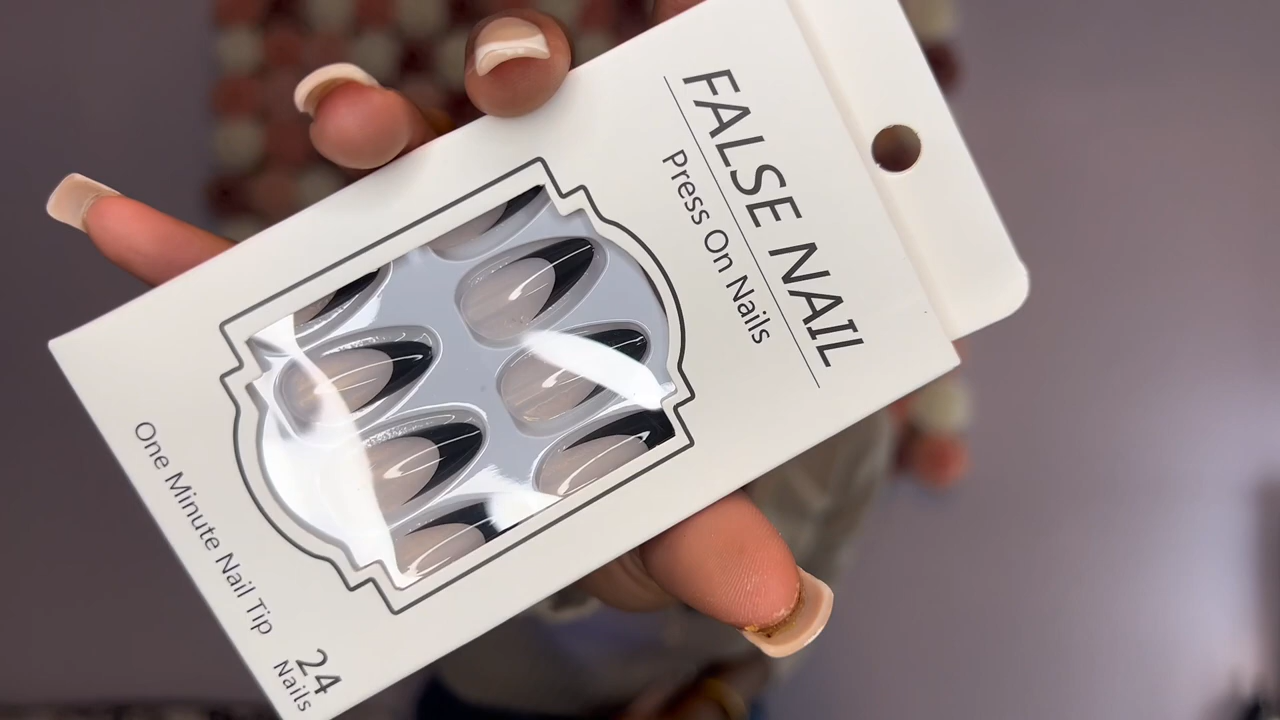 FALSE NAIL
Press On Nails
One Minute Nail Tip
24
Nails